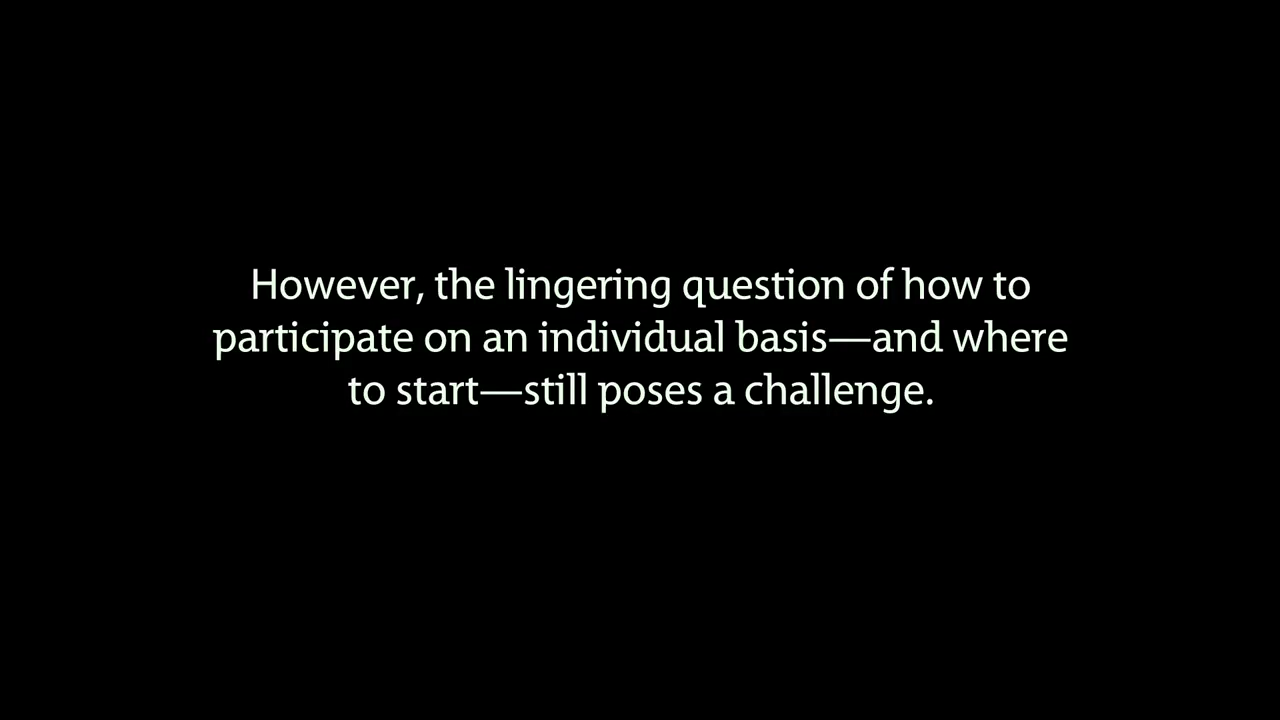 However, the lingering question of how to
participate on an individual basis—and where
to start—still poses a challenge.